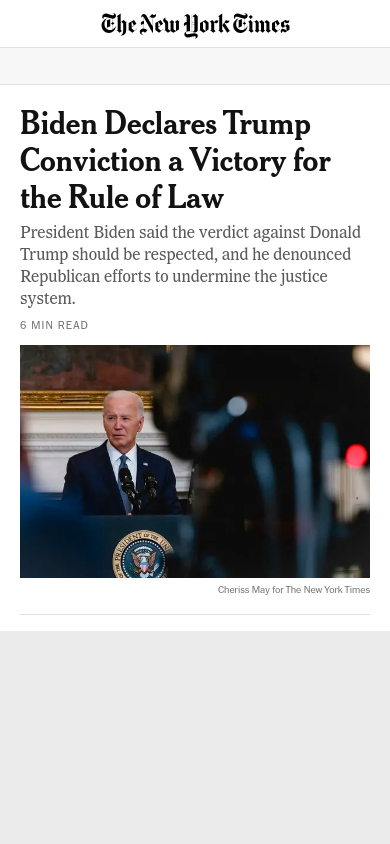 The New York Times
Biden Declares Trump
Conviction a Victory for
the Rule of Law
President Biden said the verdict against Donald
Trump should be respected, and he denounced
Republican efforts to undermine the justice
system.
6 MIN READ
Cheriss May for The New York Times